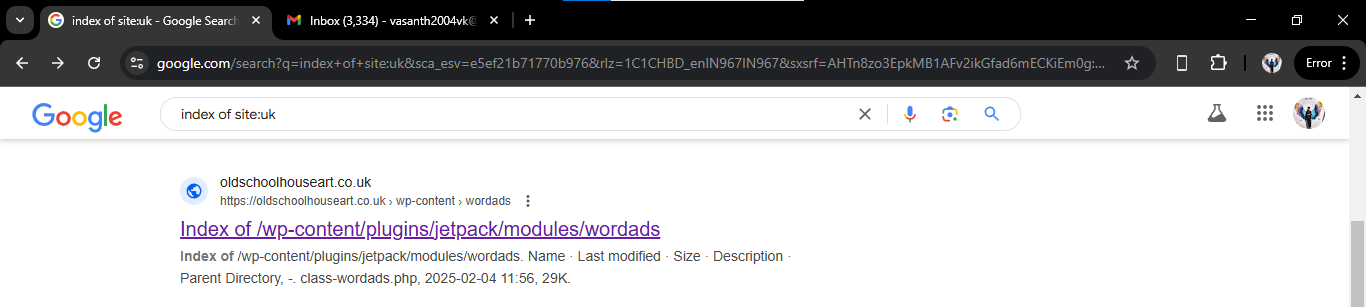 index of site:uk - Google Search
Inbox (3,334) - vasanth2004vk@
google.com/search?q=index+of+site:uk&sca_esv=e5ef21b71770b976&rlz=1C1CHBD_enIN967IN967&sxsrf=AHTn8zo3EpkMB1AFv2ikGfad6mECKiEm0g:...
Error
Google
index of site:uk
oldschoolhouseart.co.uk
https://oldschoolhouseart.co.uk › wp-content › wordads
Index of /wp-content/plugins/jetpack/modules/wordads
Index of /wp-content/plugins/jetpack/modules/wordads. Name · Last modified · Size · Description ·
Parent Directory, -. class-wordads.php, 2025-02-04 11:56, 29K.